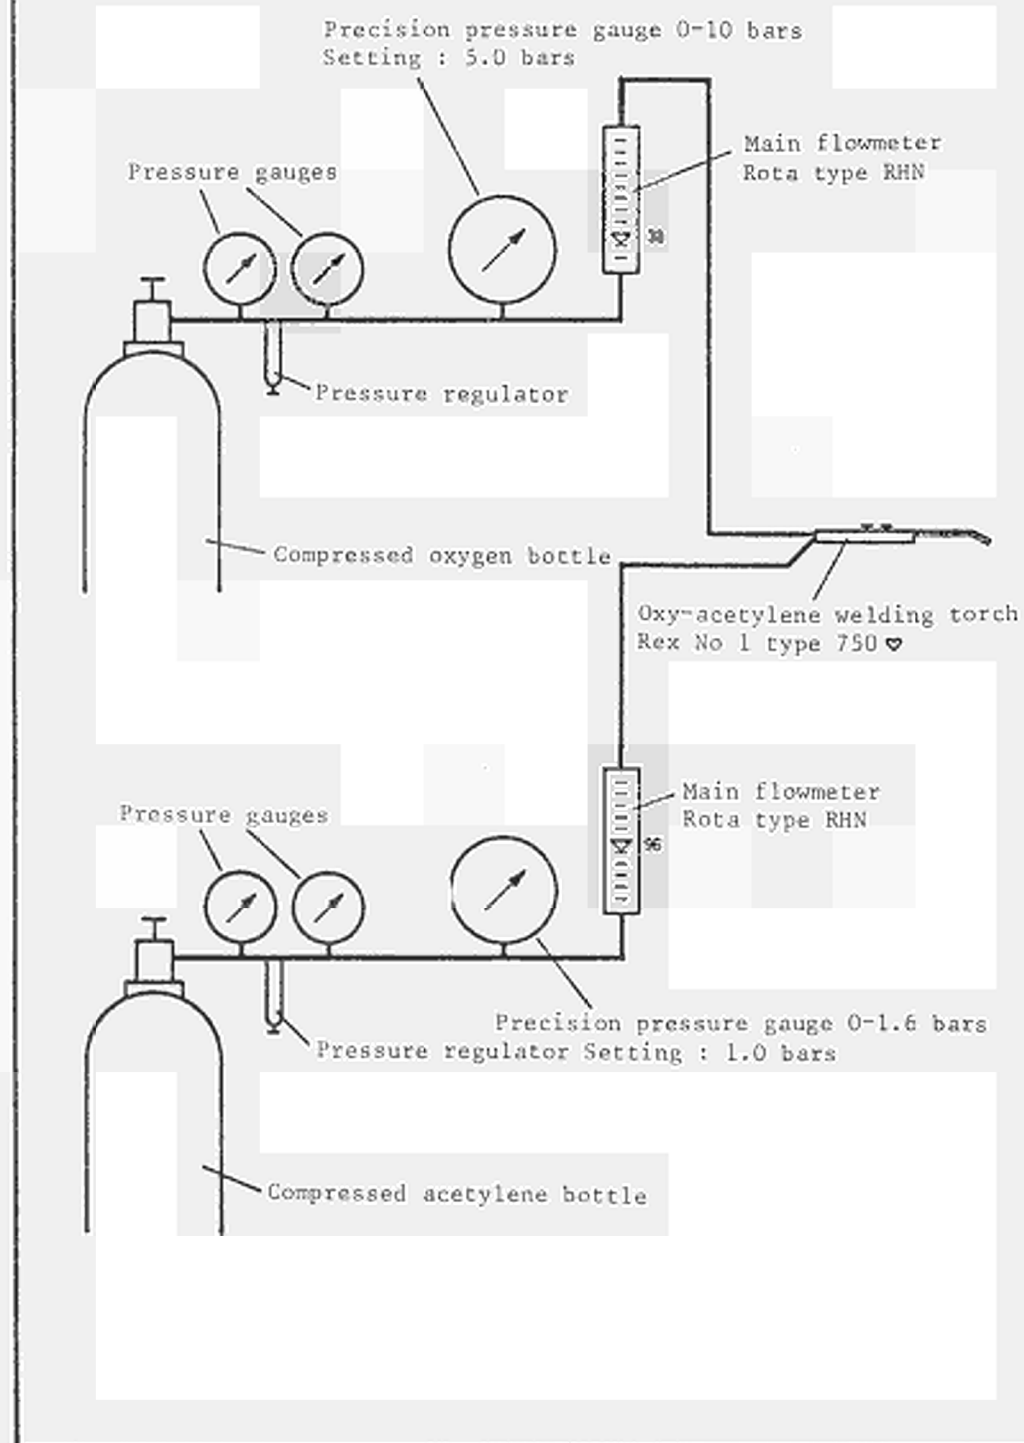 Precision pressure gauge 0-10 bars
Setting : 5.0 bars
Main flowmeter
Rota type RHN
Pressure gauges
Pressure regulator
Compressed oxygen bottle
Oxy-acetylene welding torch
Rex No 1 type 750 ♡
Main flowmeter
Rota type RHN
Pressure gauges
96
Precision pressure gauge 0-1.6 bars
Pressure regulator Setting : 1.0 bars
Compressed acetylene bottle